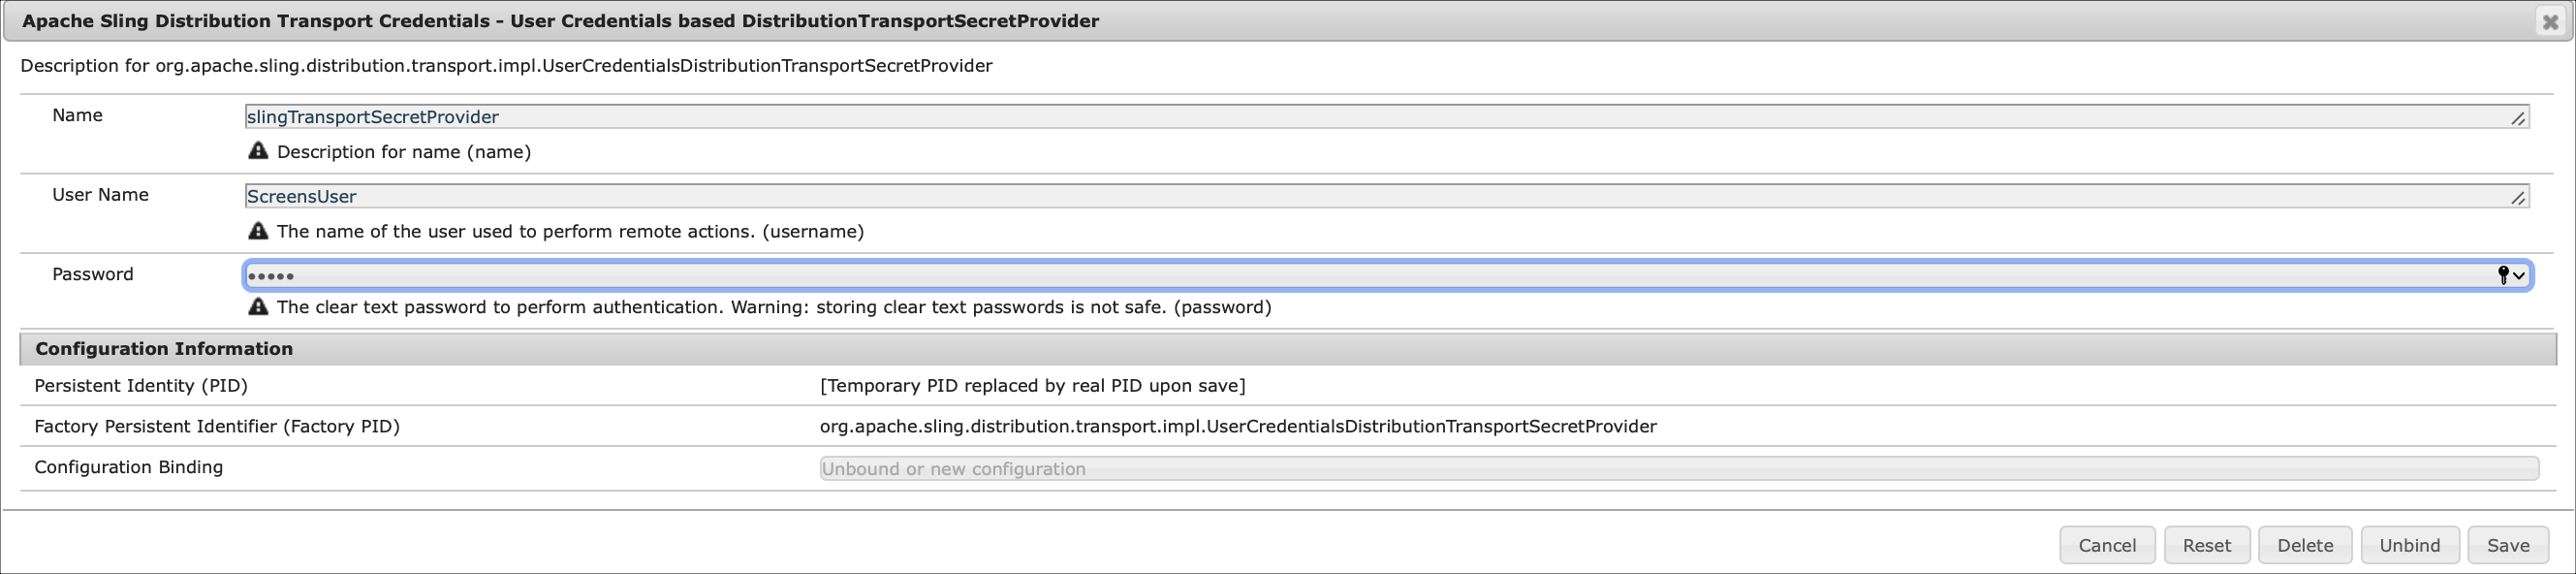 Apache Sling Distribution Transport Credentials - User Credentials based DistributionTransportSecretProvider
Description for org.apache.sling.distribution.transport.impl.UserCredentialsDistributionTransportSecretProvider
Name
slingTransportSecretProvider
Description for name (name)
User Name
ScreensUser
The name of the user used to perform remote actions. (username)
Password
•••••
The clear text password to perform authentication. Warning: storing clear text passwords is not safe. (password)
Configuration Information
Persistent Identity (PID) [Temporary PID replaced by real PID upon save]
Factory Persistent Identifier (Factory PID) org.apache.sling.distribution.transport.impl.UserCredentialsDistributionTransportSecretProvider
Configuration Binding Unbound or new configuration
Cancel Reset Delete Unbind Save